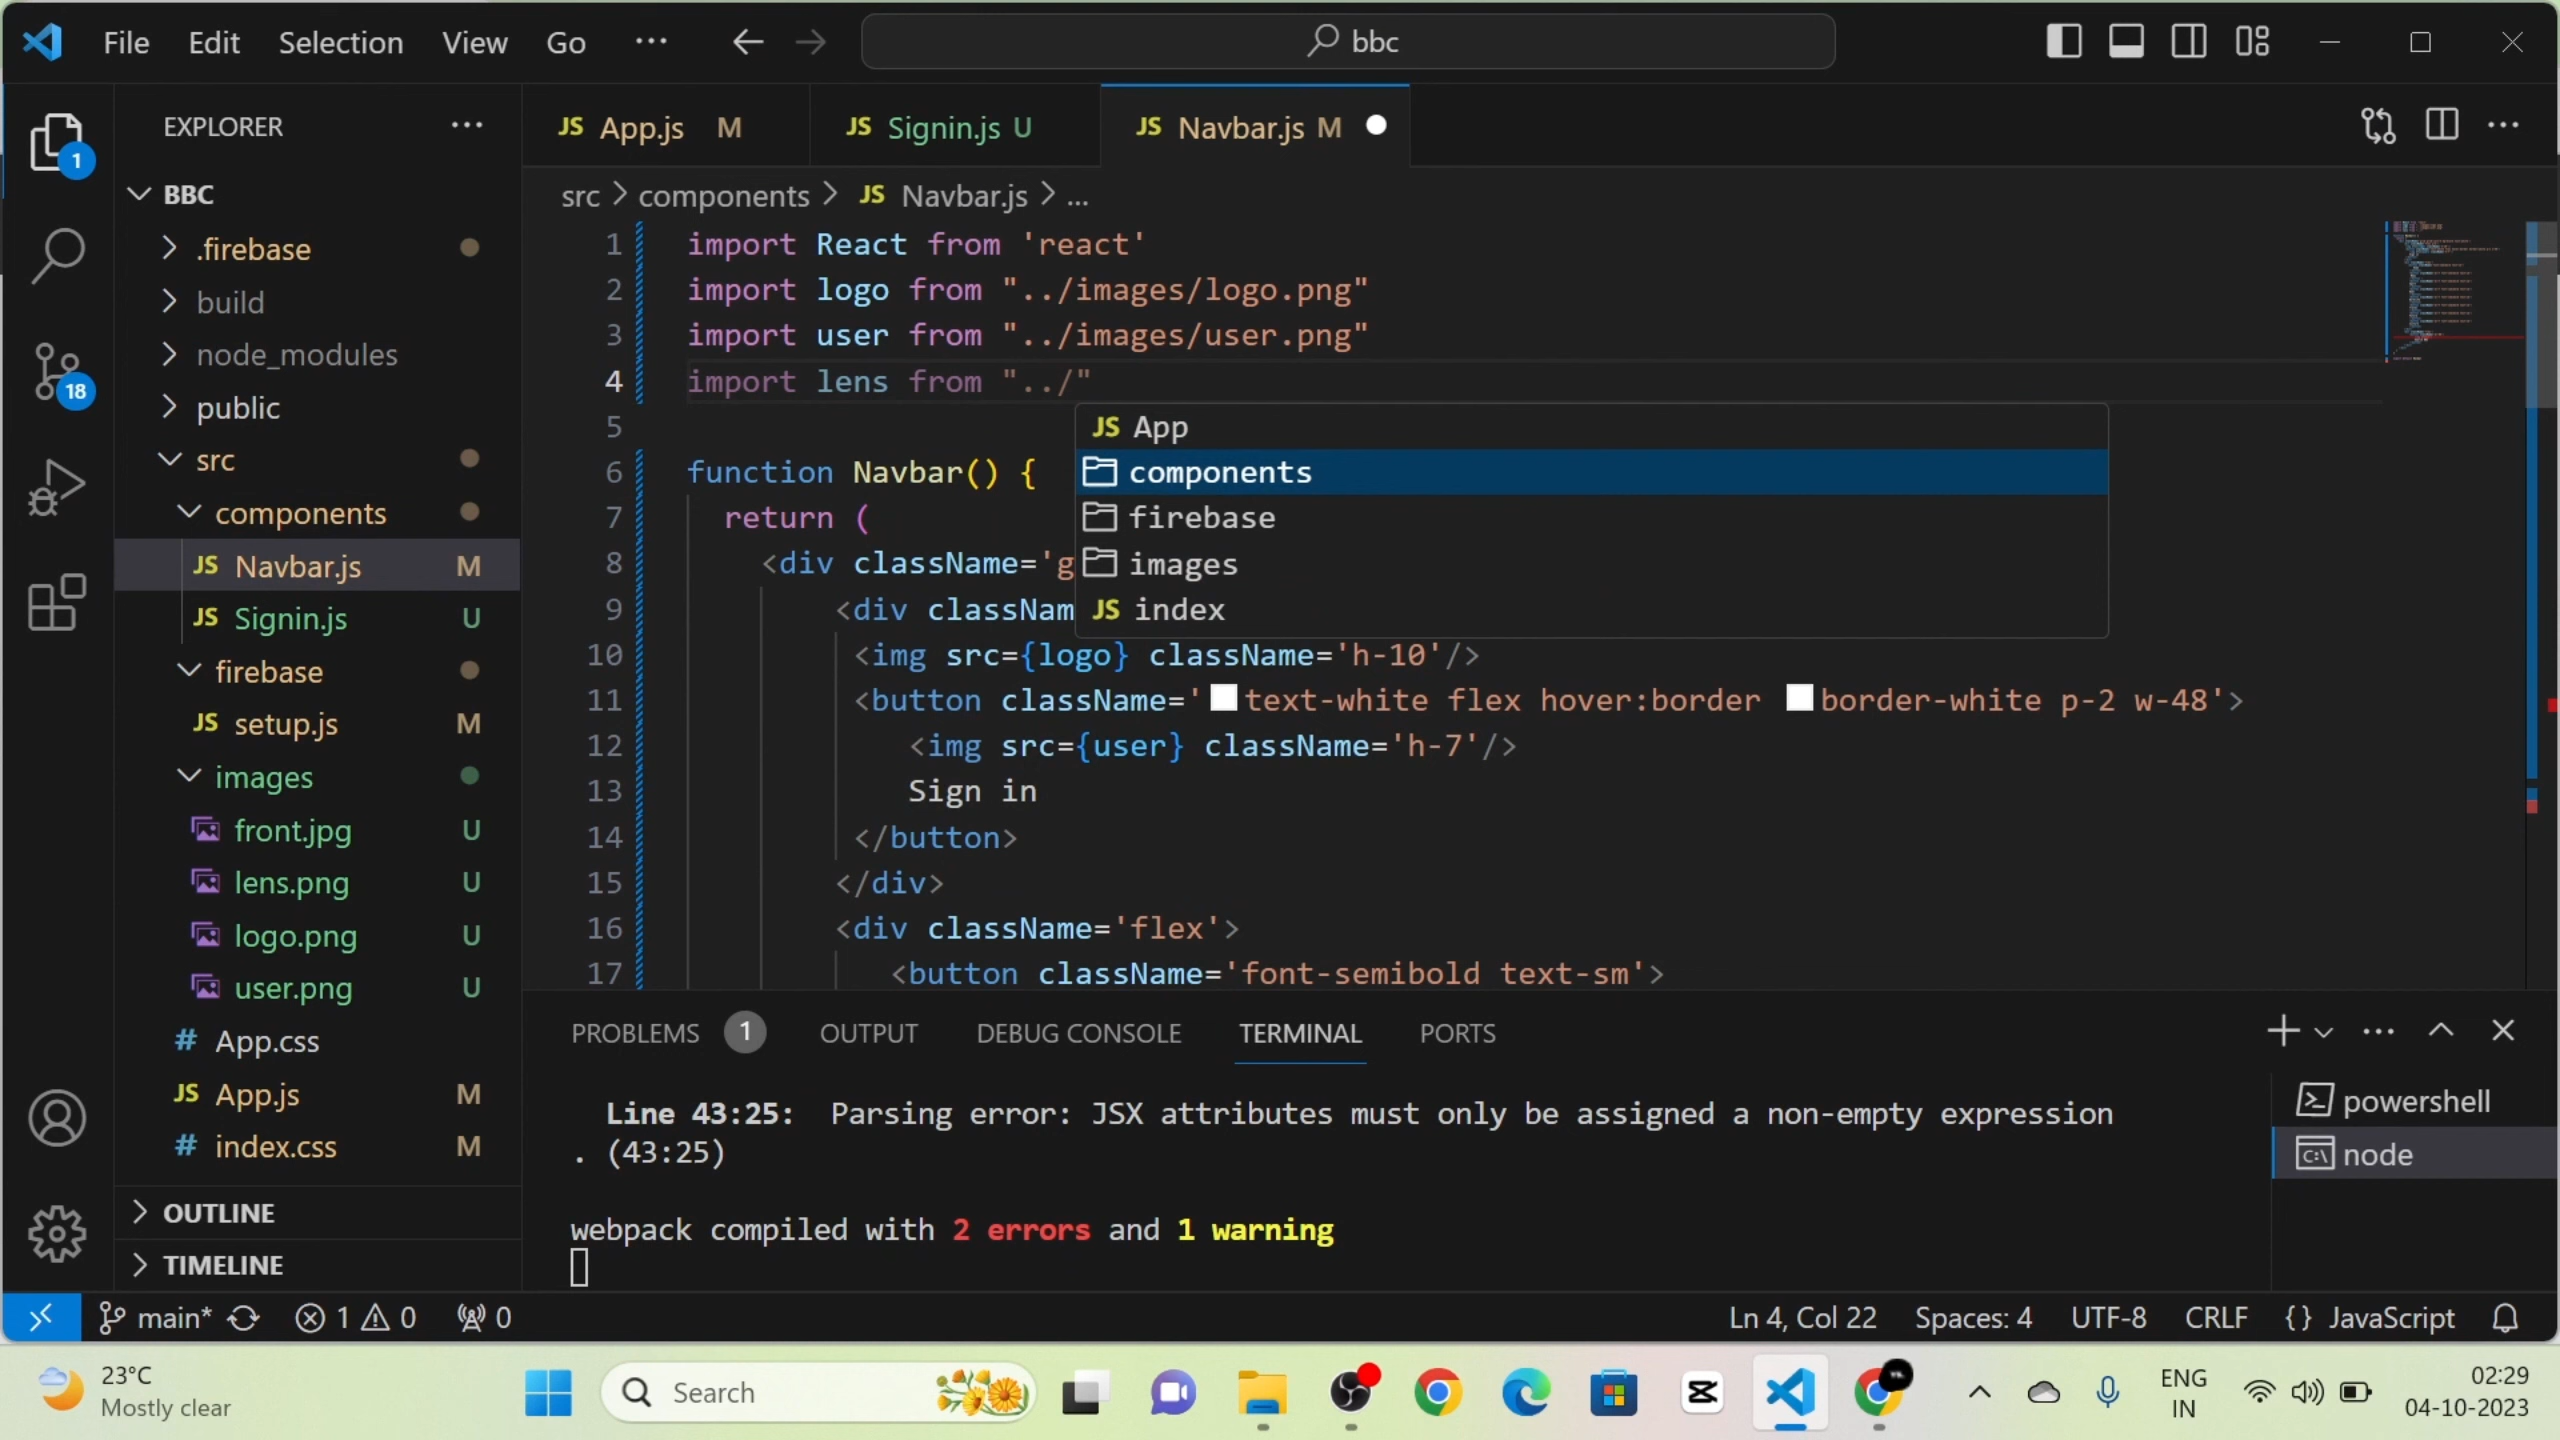 File Edit Selection View Go ... bbc
EXPLORER ...
1
18
BBC
.firebase
build
node_modules
public
src
components
JS Navbar.js M
JS Signin.js U
firebase
JS setup.js M
images
front.jpg U
lens.png U
logo.png U
user.png U
# App.css
JS App.js M
# index.css M
OUTLINE
TIMELINE
JS App.js M JS Signin.js U JS Navbar.js M
src > components > JS Navbar.js > ...
1 import React from 'react'
2 import logo from "../images/logo.png"
3 import user from "../images/user.png"
4 import lens from "../"
5
6 function Navbar() {
7 return (
8 <div className='g
9 <div classNam
10 <img src={logo} className='h-10'/>
11 <button className='text-white flex hover:border border-white p-2 w-48'>
12 <img src={user} className='h-7'/>
13 Sign in
14 </button>
15 </div>
16 <div className='flex'>
17 <button className='font-semibold text-sm'>
JS App
components
firebase
images
JS index
PROBLEMS 1 OUTPUT DEBUG CONSOLE TERMINAL PORTS
Line 43:25: Parsing error: JSX attributes must only be assigned a non-empty expression
. (43:25)
webpack compiled with 2 errors and 1 warning
powershell
node
main* 1 0 0 Ln 4, Col 22 Spaces: 4 UTF-8 CRLF {} JavaScript
23°C
Mostly clear
Search
ENG
IN
02:29
04-10-2023